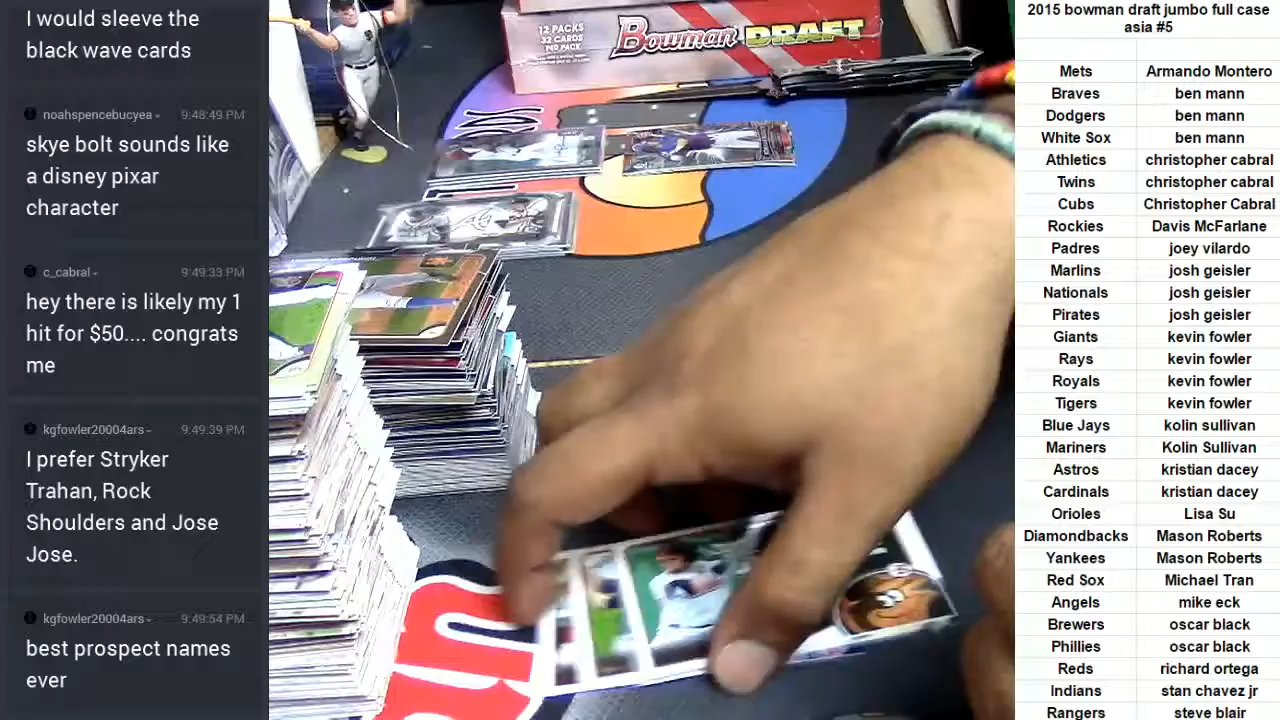 I would sleeve the
black wave cards
noahspencebucyea
9:48:49 PM
skye bolt sounds like
a disney pixar
character
c_cabral
9:49:33 PM
hey there is likely my 1
hit for $50.... congrats
me
kgfowler20004ars
9:49:39 PM
I prefer Stryker
Trahan, Rock
Shoulders and Jose
Jose.
kgfowler20004ars
9:49:54 PM
best prospect names
ever
12 PACKS
32 CARDS
PER PACK
Bowman DRAFT
2015 bowman draft jumbo full case
asia #5
Mets Armando Montero
Braves ben mann
Dodgers ben mann
White Sox ben mann
Athletics christopher cabral
Twins christopher cabral
Cubs Christopher Cabral
Rockies Davis McFarlane
Padres joey vilardo
Marlins josh geisler
Nationals josh geisler
Pirates josh geisler
Giants kevin fowler
Rays kevin fowler
Royals kevin fowler
Tigers kevin fowler
Blue Jays kolin sullivan
Mariners Kolin Sullivan
Astros kristian dacey
Cardinals kristian dacey
Orioles Lisa Su
Diamondbacks Mason Roberts
Yankees Mason Roberts
Red Sox Michael Tran
Angels mike eck
Brewers oscar black
Phillies oscar black
Reds richard ortega
Indians stan chavez jr
Rangers steve blair